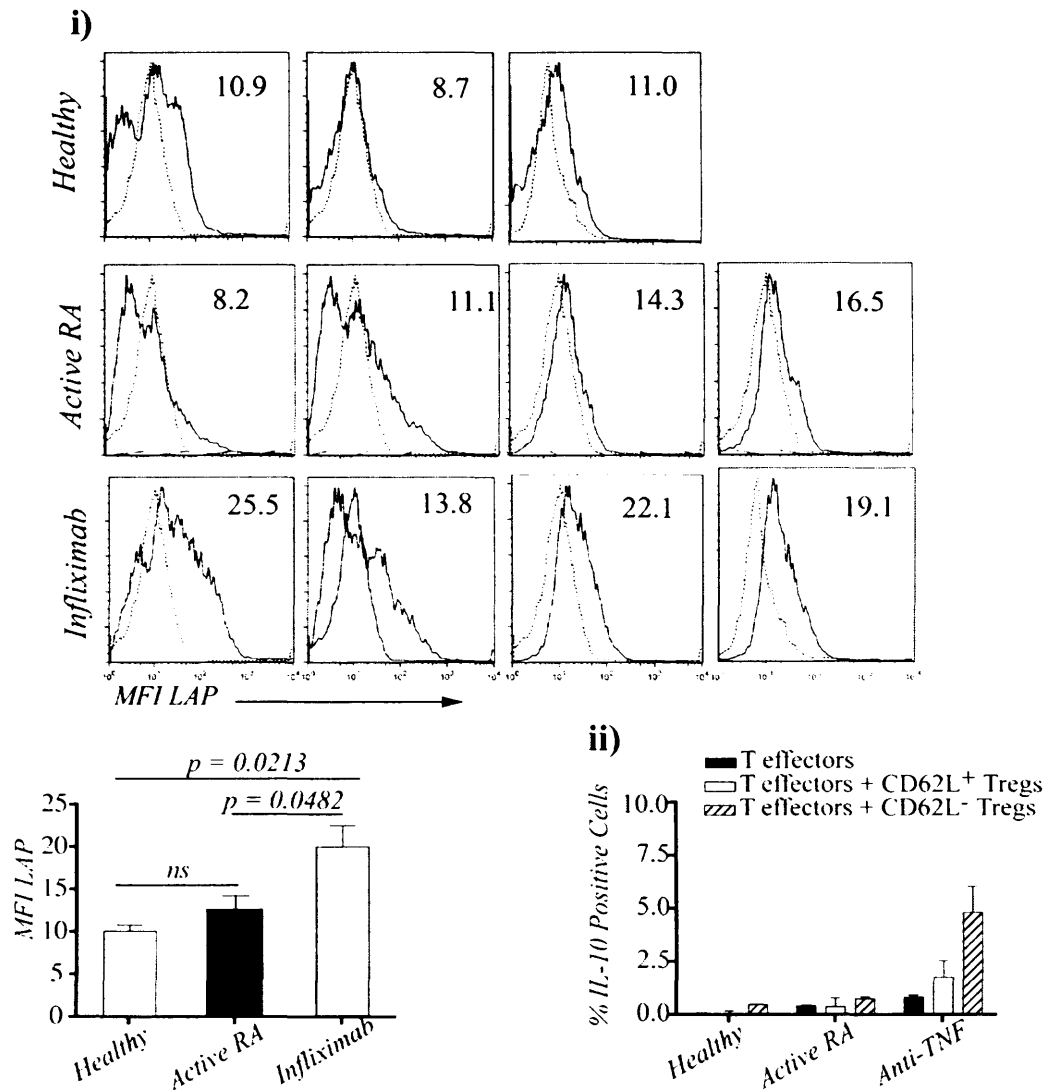 i)
Healthy
10.9
8.7
11.0
Active RA
8.2
11.1
14.3
16.5
Infliximab
25.5
13.8
22.1
19.1
MFI LAP
p = 0.0213
p = 0.0482
ns
MFI LAP
25
20
15
10
5
0
Healthy
Active RA
Infliximab
ii)
T effectors
T effectors + CD62L+ Tregs
T effectors + CD62L- Tregs
% IL-10 Positive Cells
10.0
7.5
5.0
2.5
0.0
Healthy
Active RA
Anti-TNF